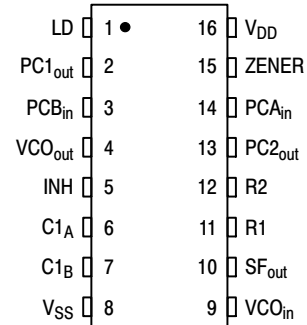 LD 1 16 VDD
PC1out 2 15 ZENER
PCBin 3 14 PCAin
VCOout 4 13 PC2out
INH 5 12 R2
C1A 6 11 R1
C1B 7 10 SFout
VSS 8 9 VCOin